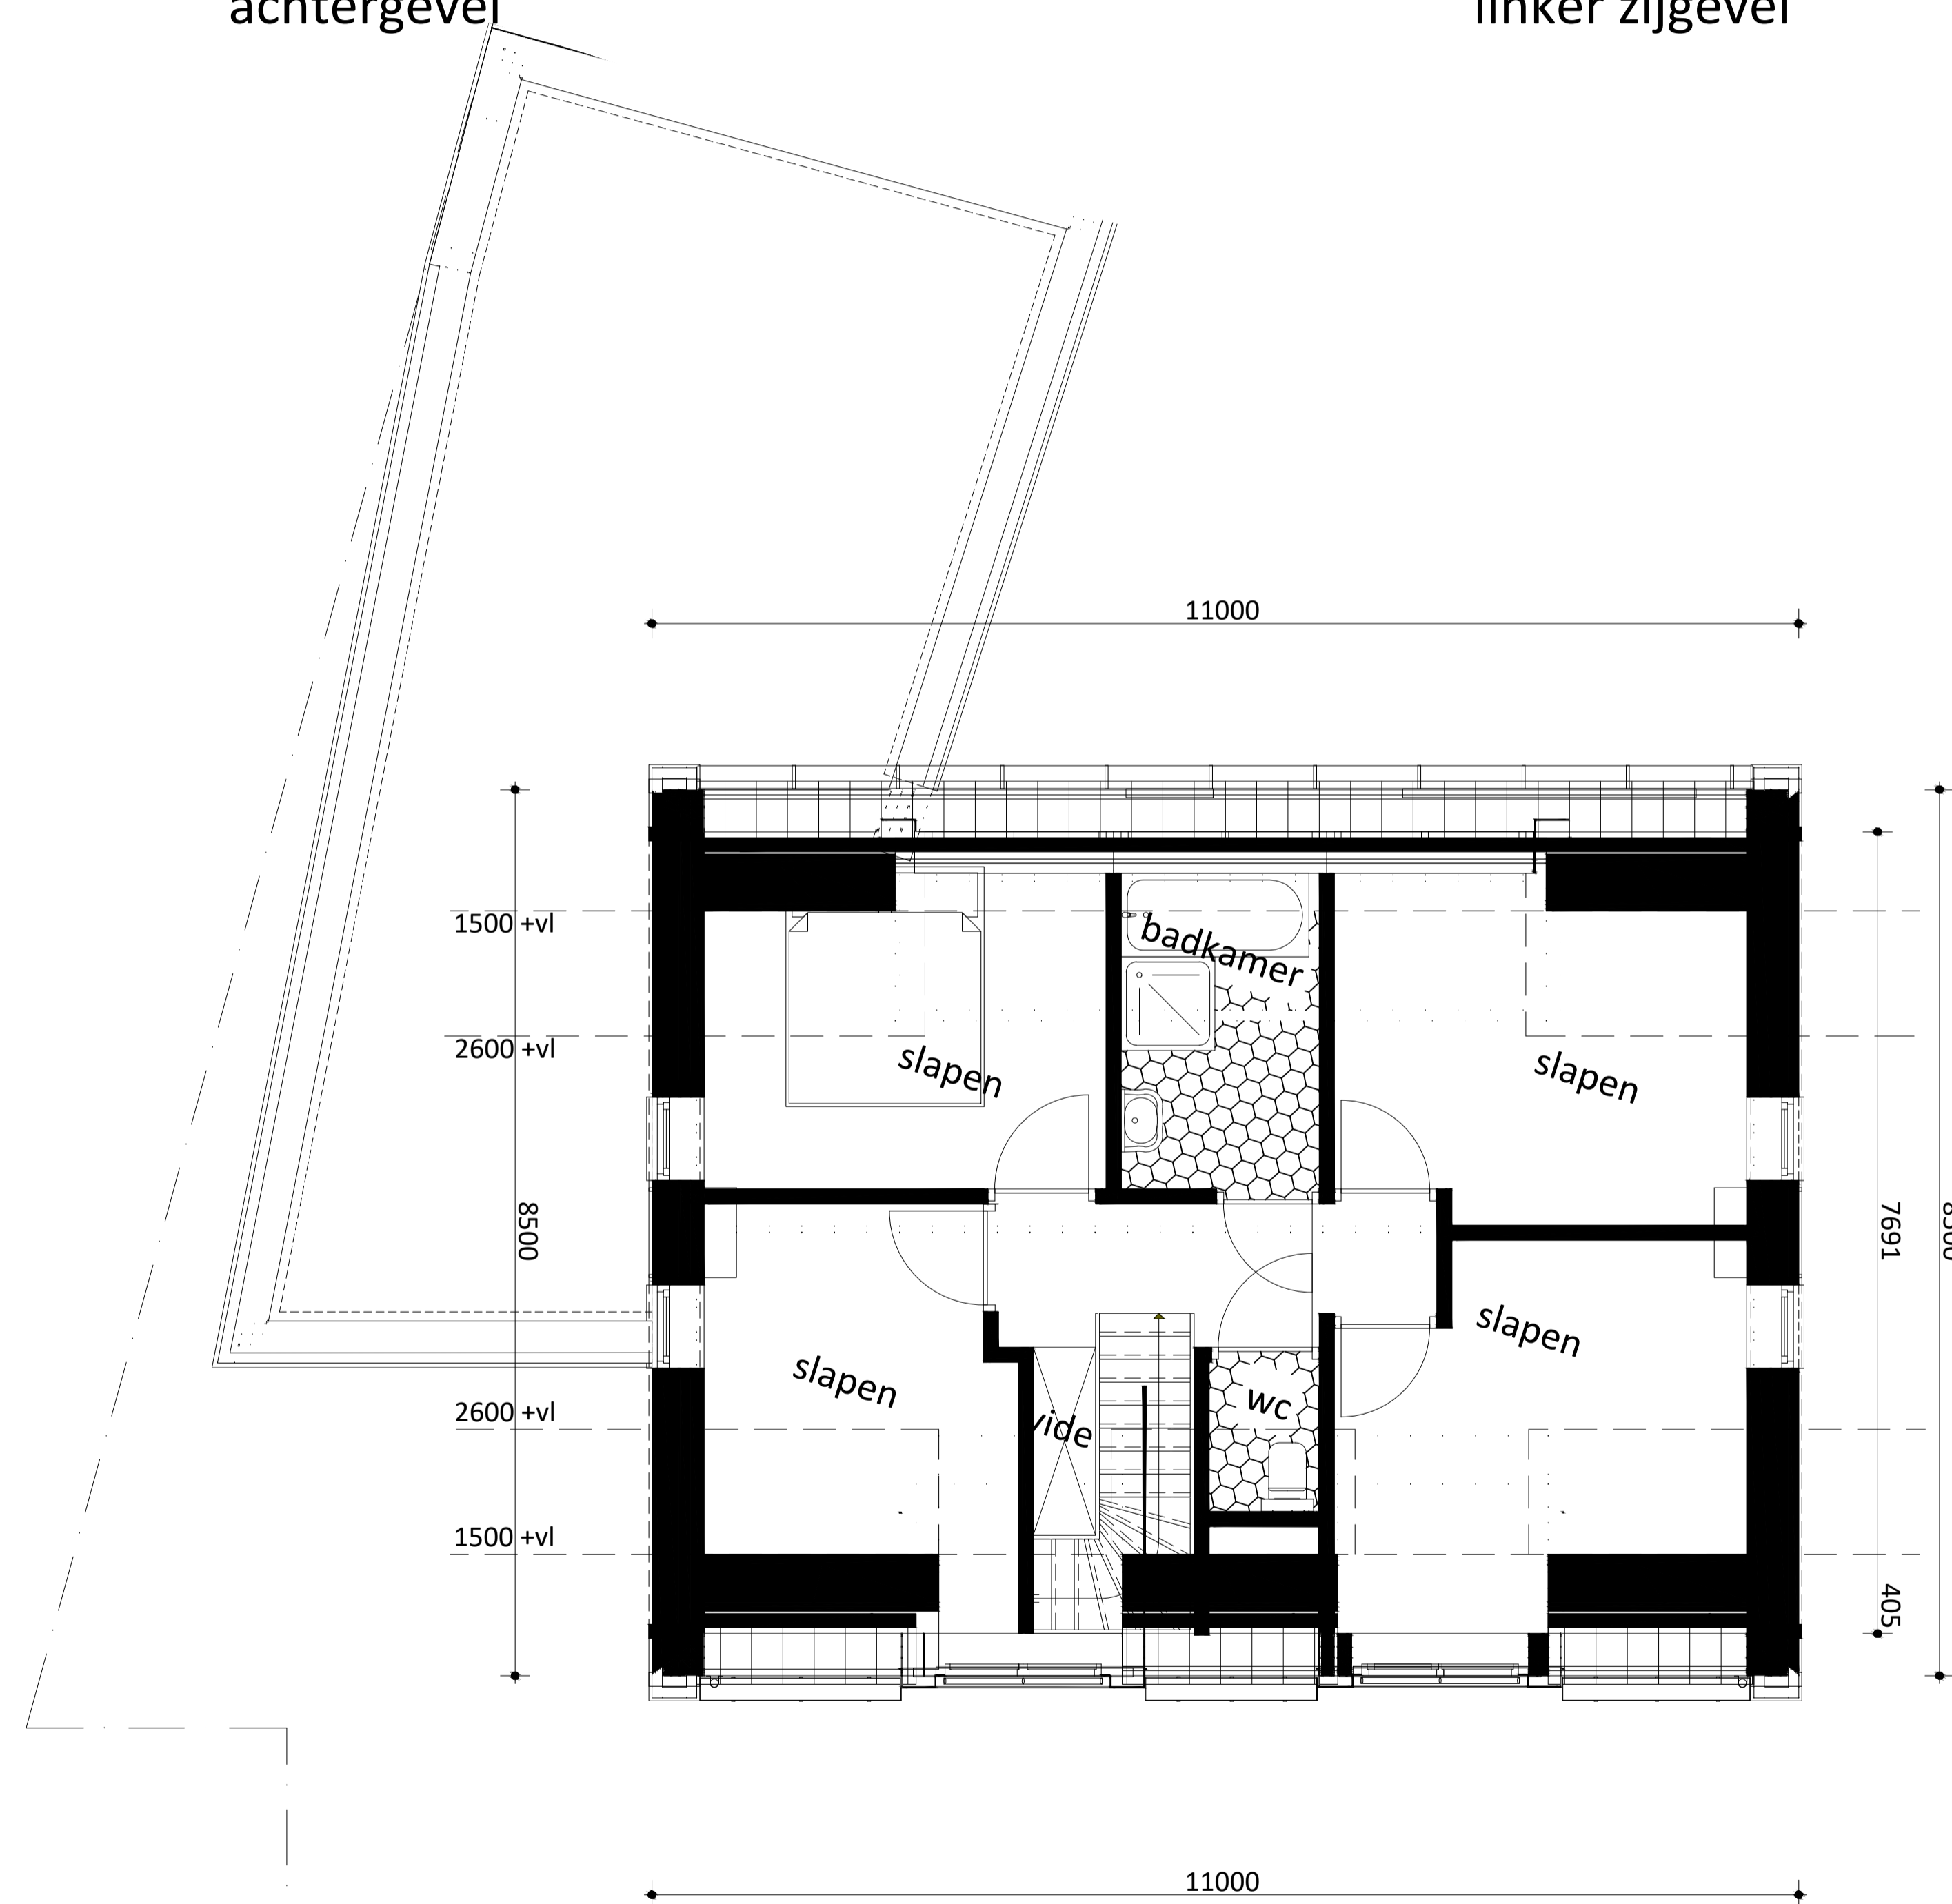 achtergevel
linker zijgevel
11000
1500 +vl
badkamer
2600 +vl
slapen
slapen
8500
7691
slapen
slapen
wc
vide
2600 +vl
1500 +vl
405
11000